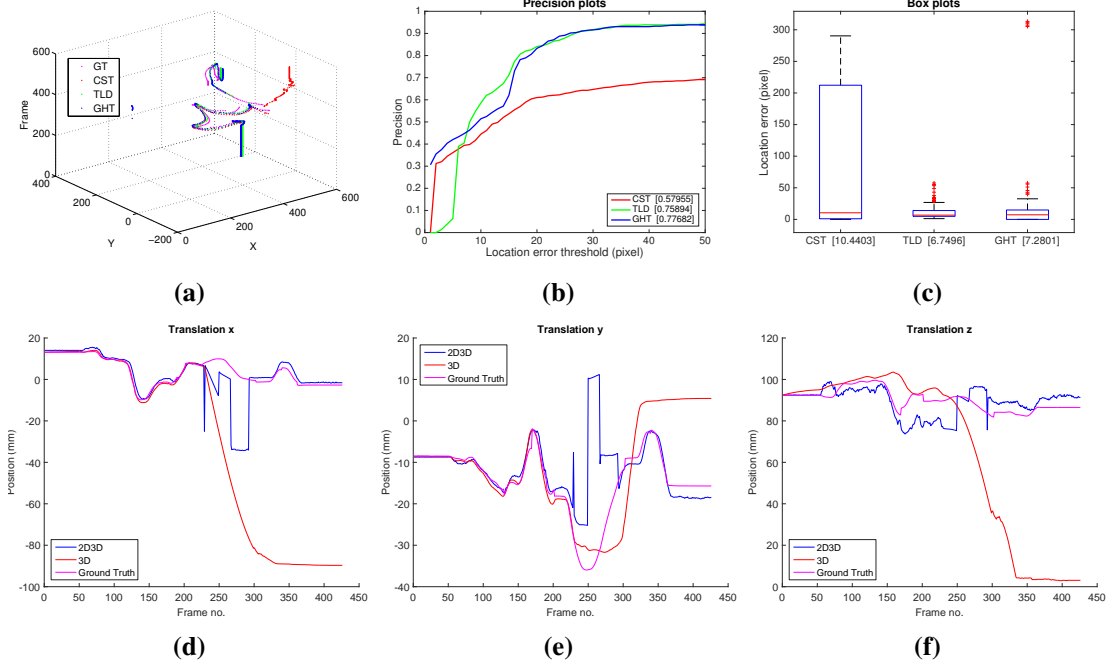 600
400
200
0
Frame
GT
CST
TLD
GHT
400
200
0
-200
Y
0
200
400
600
X
(a)
Precision plots
1
0.9
0.8
0.7
0.6
0.5
0.4
0.3
0.2
0.1
0
Precision
CST [0.57955]
TLD [0.75894]
GHT [0.77682]
0 10 20 30 40 50
Location error threshold (pixel)
(b)
Box plots
300
250
200
150
100
50
0
Location error (pixel)
CST [10.4403] TLD [6.7496] GHT [7.2801]
(c)
Translation x
20
0
-20
-40
-60
-80
-100
Position (mm)
2D3D
3D
Ground Truth
0 50 100 150 200 250 300 350 400 450
Frame no.
(d)
Translation y
20
10
0
-10
-20
-30
-40
Position (mm)
2D3D
3D
Ground Truth
0 50 100 150 200 250 300 350 400 450
Frame no.
(e)
Translation z
120
100
80
60
40
20
0
Position (mm)
2D3D
3D
Ground Truth
0 50 100 150 200 250 300 350 400 450
Frame no.
(f)